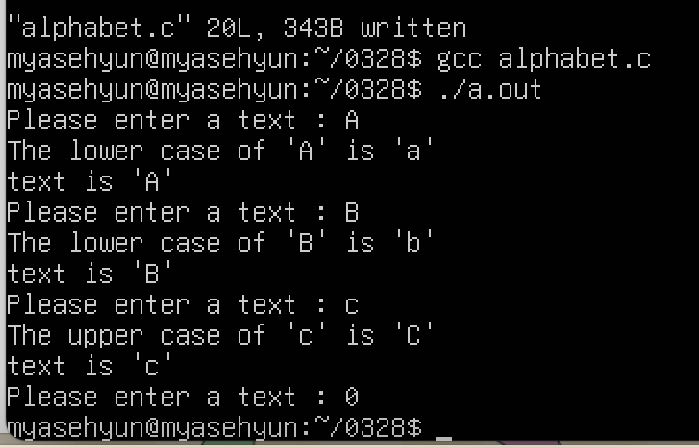 "alphabet.c" 20L, 343B written
myasehyun@myasehyun:~/0328$ gcc alphabet.c
myasehyun@myasehyun:~/0328$ ./a.out
Please enter a text : A
The lower case of 'A' is 'a'
text is 'A'
Please enter a text : B
The lower case of 'B' is 'b'
text is 'B'
Please enter a text : c
The upper case of 'c' is 'C'
text is 'c'
Please enter a text : 0
myasehyun@myasehyun:~/0328$